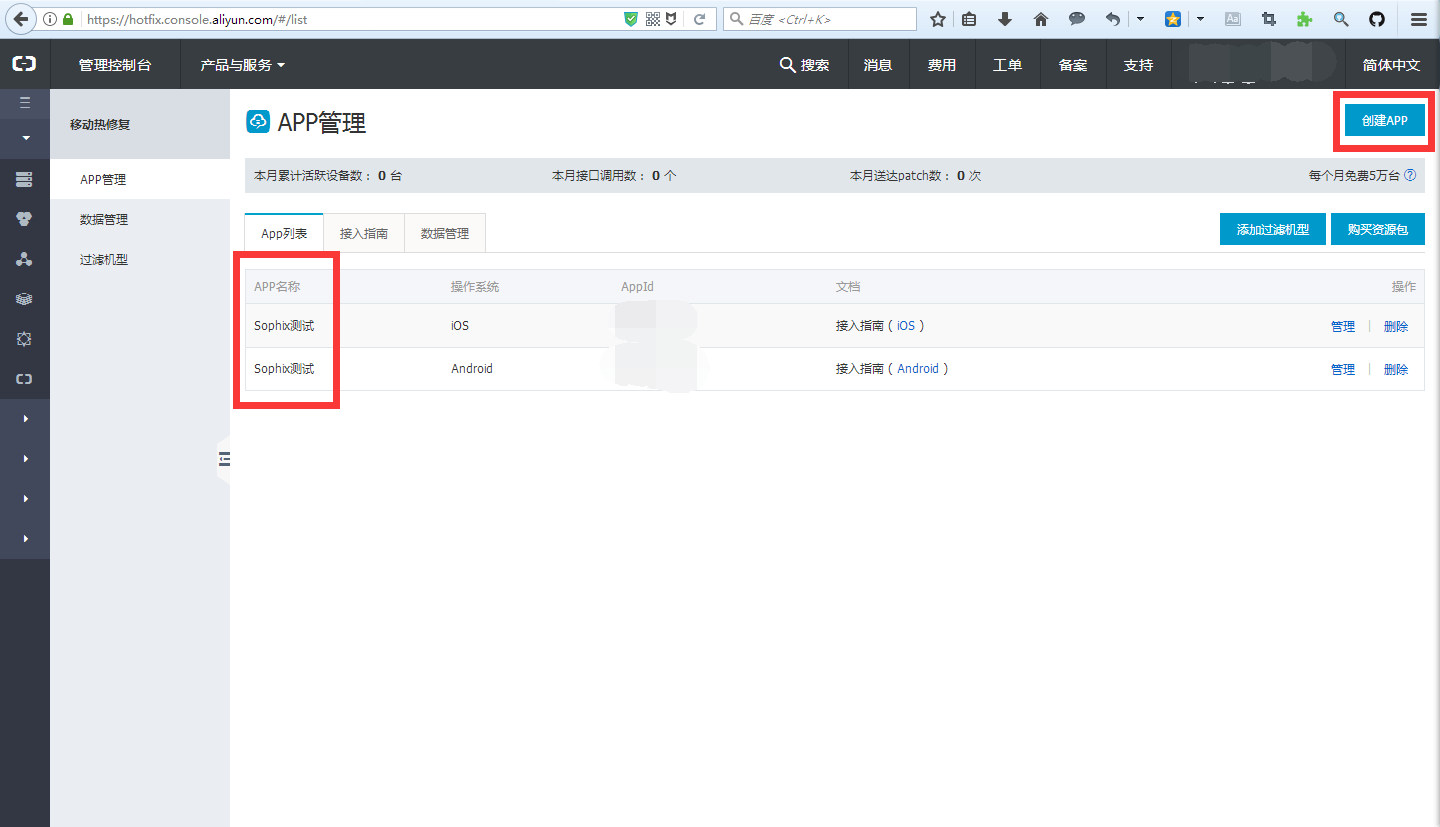 https://hotfix.console.aliyun.com/#/list
百度 <Ctrl+K>
管理控制台 产品与服务 搜索 消息 费用 工单 备案 支持 简体中文
移动热修复
APP管理
数据管理
过滤机型
APP管理
创建APP
本月累计活跃设备数： 0 台 本月接口调用数： 0 个 本月送达patch数： 0 次 每个月免费5万台
App列表 接入指南 数据管理 添加过滤机型 购买资源包
APP名称 操作系统 AppId 文档 操作
Sophix测试 iOS 接入指南 ( iOS ) 管理 | 删除
Sophix测试 Android 接入指南 ( Android ) 管理 | 删除